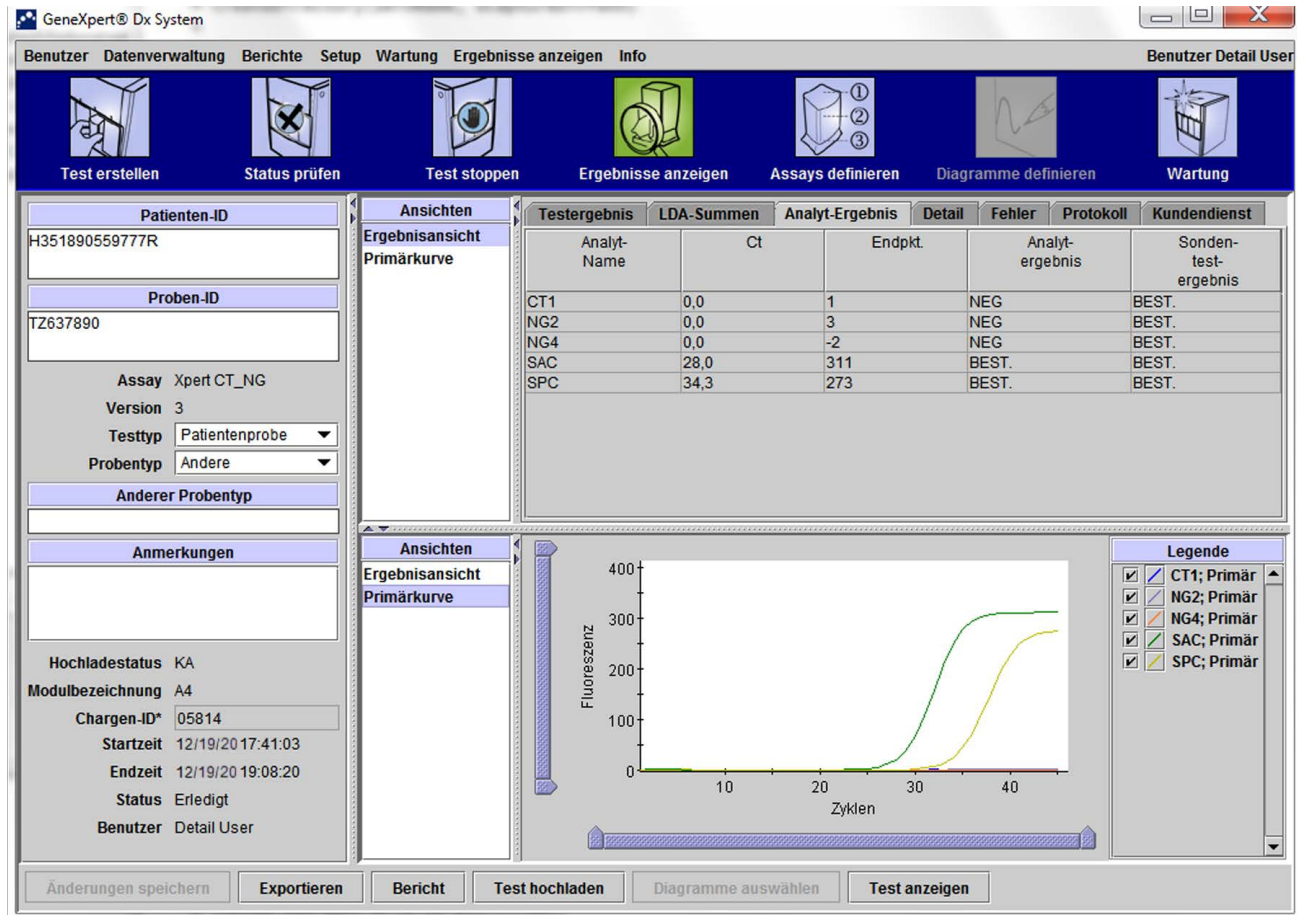 GeneXpert® Dx System
Benutzer Datenverwaltung Berichte Setup Wartung Ergebnisse anzeigen Info Benutzer Detail User
①
②
③
Test erstellen Status prüfen Test stoppen Ergebnisse anzeigen Assays definieren Diagramme definieren Wartung
Patienten-ID
H351890559777R
Proben-ID
TZ637890
Assay Xpert CT_NG
Version 3
Testtyp Patientenprobe
Probentyp Andere
Anderer Probentyp
Anmerkungen
Hochladestatus KA
Modulbezeichnung A4
Chargen-ID* 05814
Startzeit 12/19/20 17:41:03
Endzeit 12/19/20 19:08:20
Status Erledigt
Benutzer Detail User
Ansichten
Ergebnisansicht
Primärkurve
Testergebnis LDA-Summen Analyt-Ergebnis Detail Fehler Protokoll Kundendienst
Analyt-Name Ct Endpkt. Analyt-ergebnis Sonden-test-ergebnis
CT1 0,0 1 NEG BEST.
NG2 0,0 3 NEG BEST.
NG4 0,0 -2 NEG BEST.
SAC 28,0 311 BEST. BEST.
SPC 34,3 273 BEST. BEST.
Ansichten
Ergebnisansicht
Primärkurve
Fluoreszenz
400
300
200
100
0
10 20 30 40
Zyklen
Legende
CT1; Primär
NG2; Primär
NG4; Primär
SAC; Primär
SPC; Primär
Änderungen speichern Exportieren Bericht Test hochladen Diagramme auswählen Test anzeigen